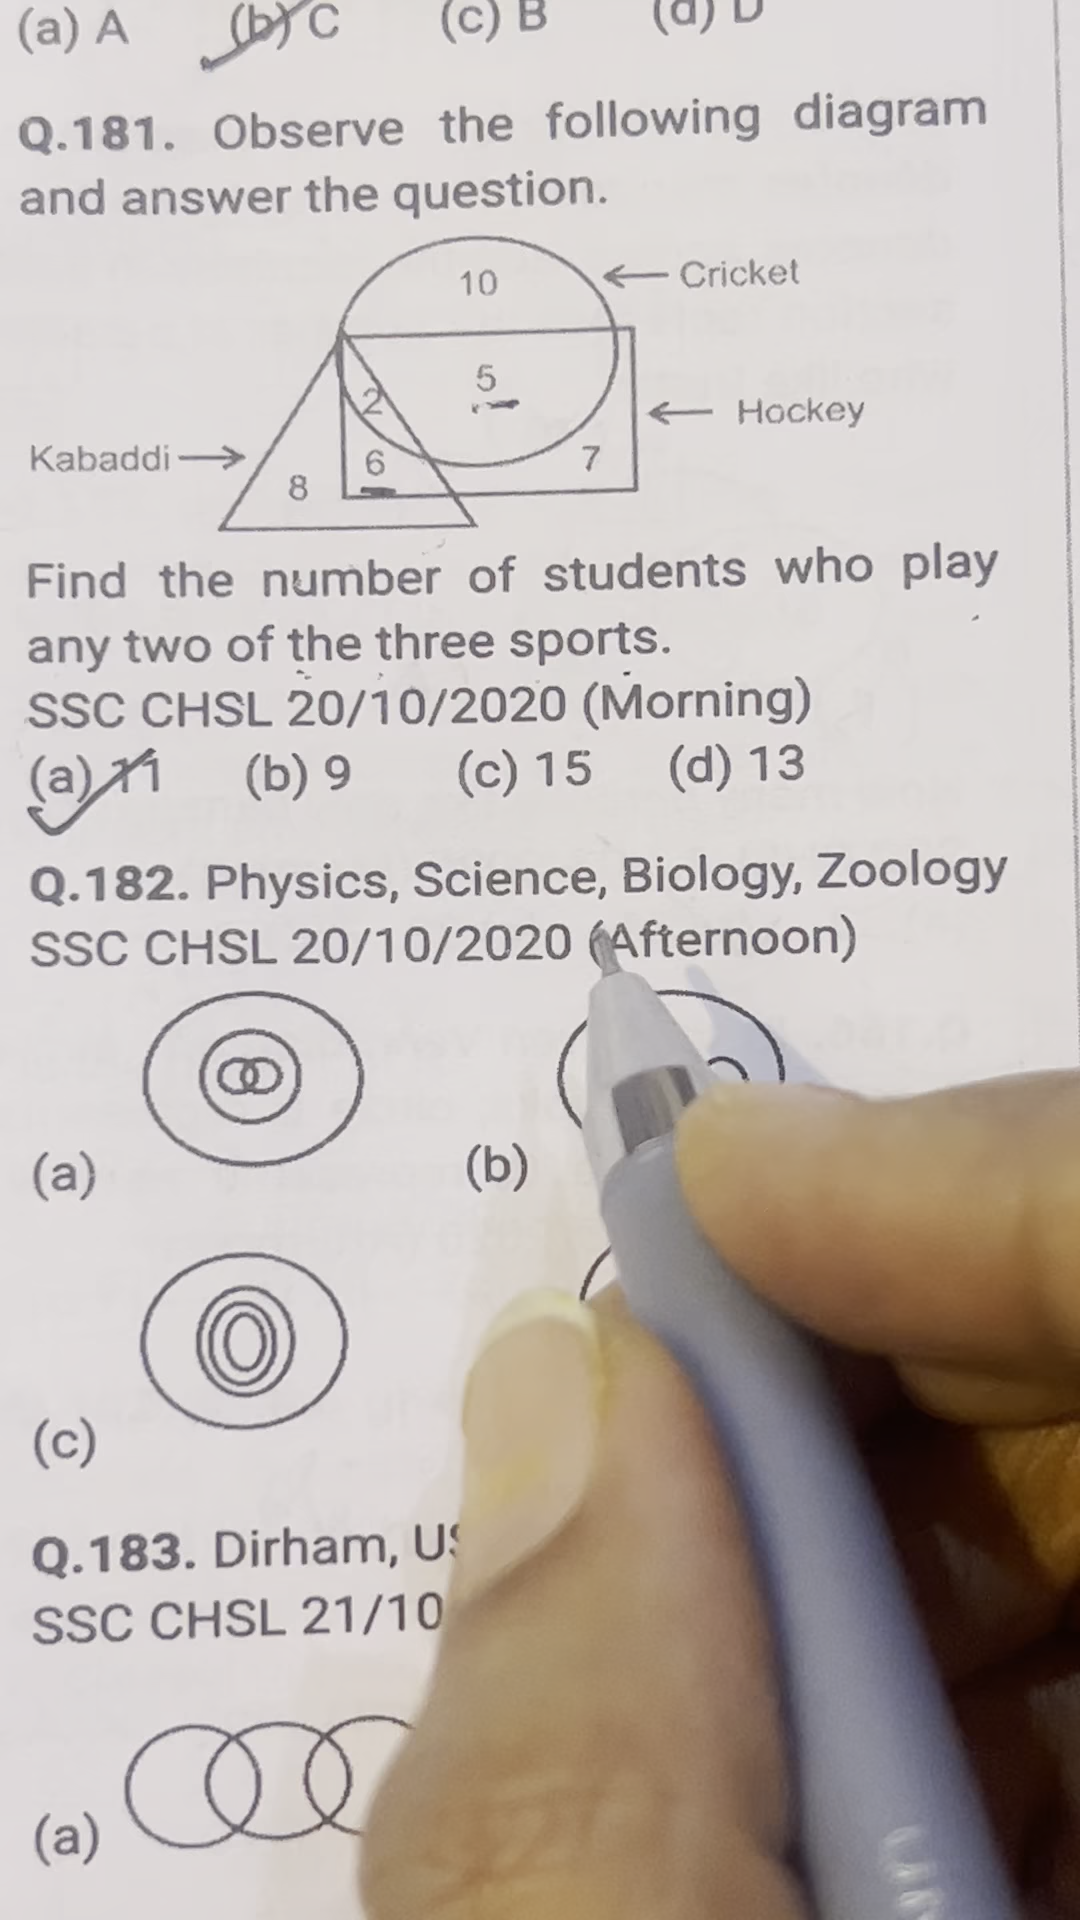 (a) A (b) C (c) B (d) D
Q.181. Observe the following diagram
and answer the question.
10
Cricket
5
2
Hockey
Kabaddi
6
7
8
Find the number of students who play
any two of the three sports.
SSC CHSL 20/10/2020 (Morning)
(a) 11 (b) 9 (c) 15 (d) 13
Q.182. Physics, Science, Biology, Zoology
SSC CHSL 20/10/2020 (Afternoon)
(a) (b)
(c)
Q.183. Dirham,
SSC CHSL 21/10
(a)